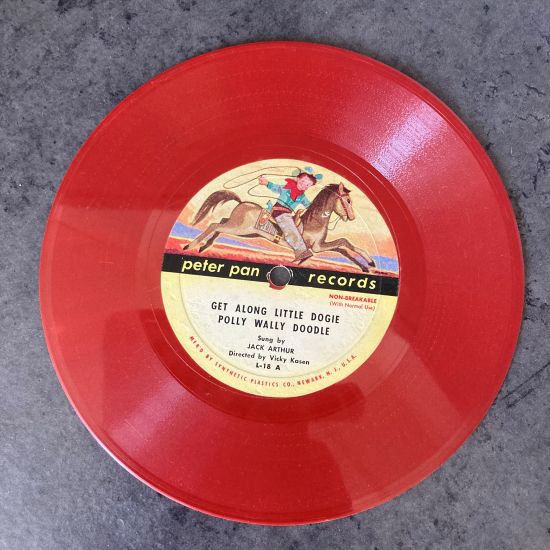 peter pan records
NON-BREAKABLE
(With Normal Use)
GET ALONG LITTLE DOGIE
POLLY WALLY DOODLE
Sung by
JACK ARTHUR
Directed by Vicky Kasen
L-18 A
MFR'D BY SYNTHETIC PLASTICS CO., NEWARK, N. J., U.S.A.